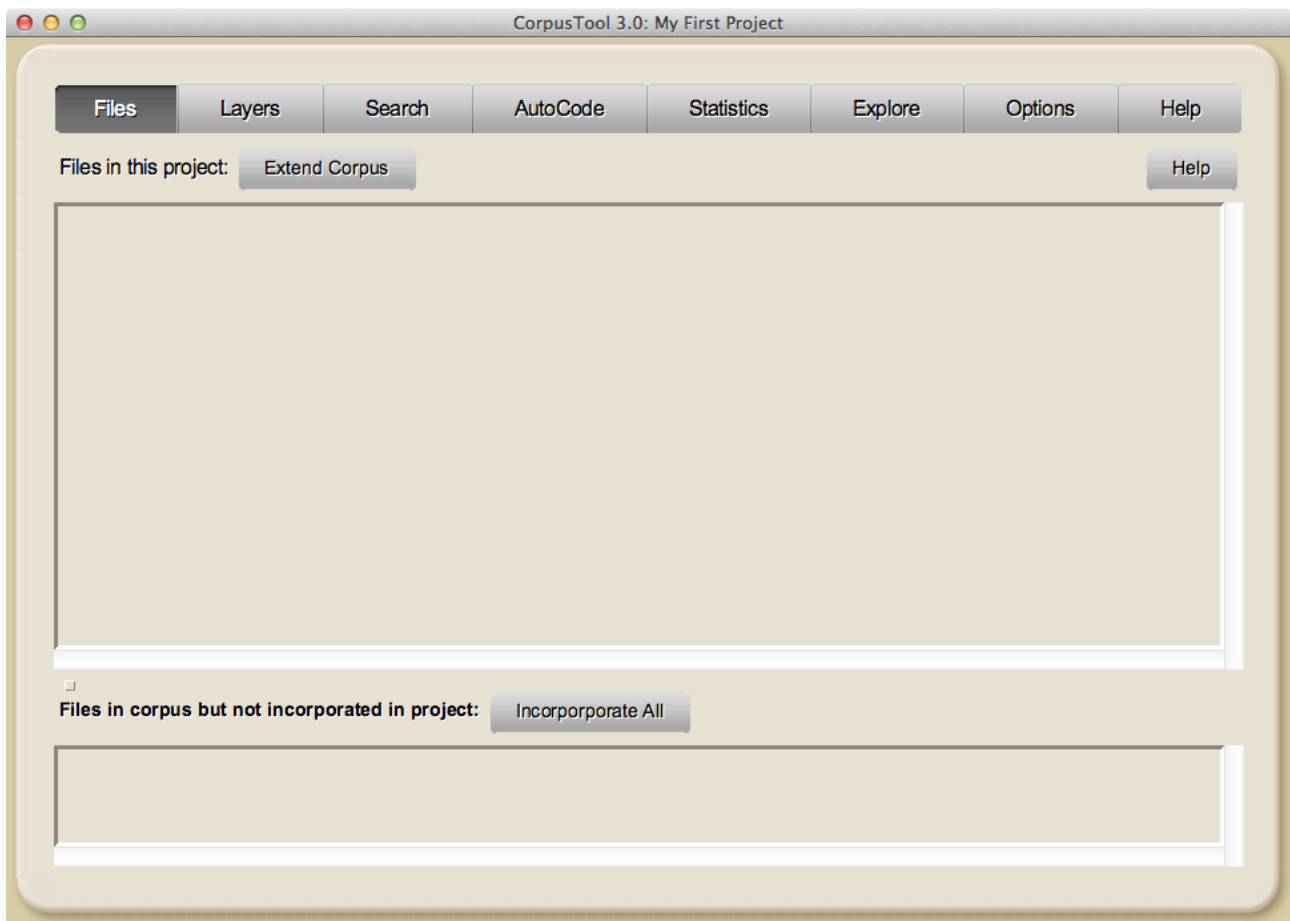 CorpusTool 3.0: My First Project
Files Layers Search AutoCode Statistics Explore Options Help
Files in this project: Extend Corpus Help
Files in corpus but not incorporated in project: Incorporporate All